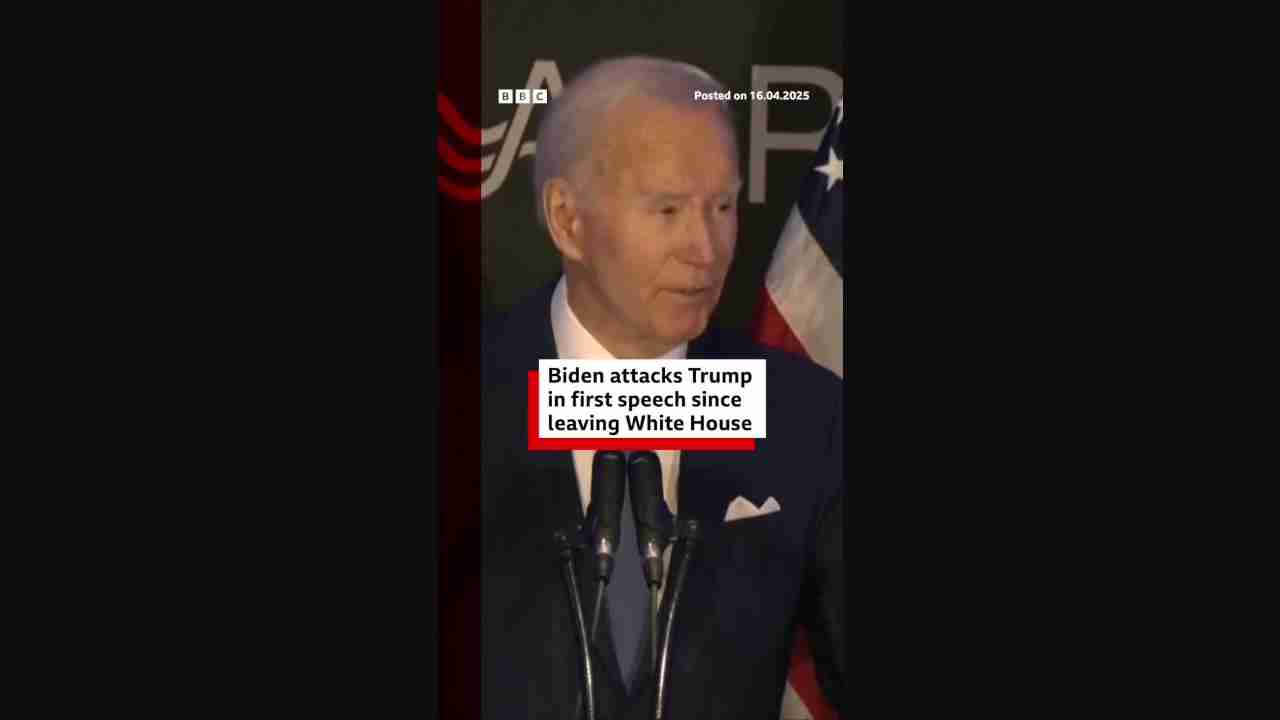 BBC
Posted on 16.04.2025
Biden attacks Trump
in first speech since
leaving White House